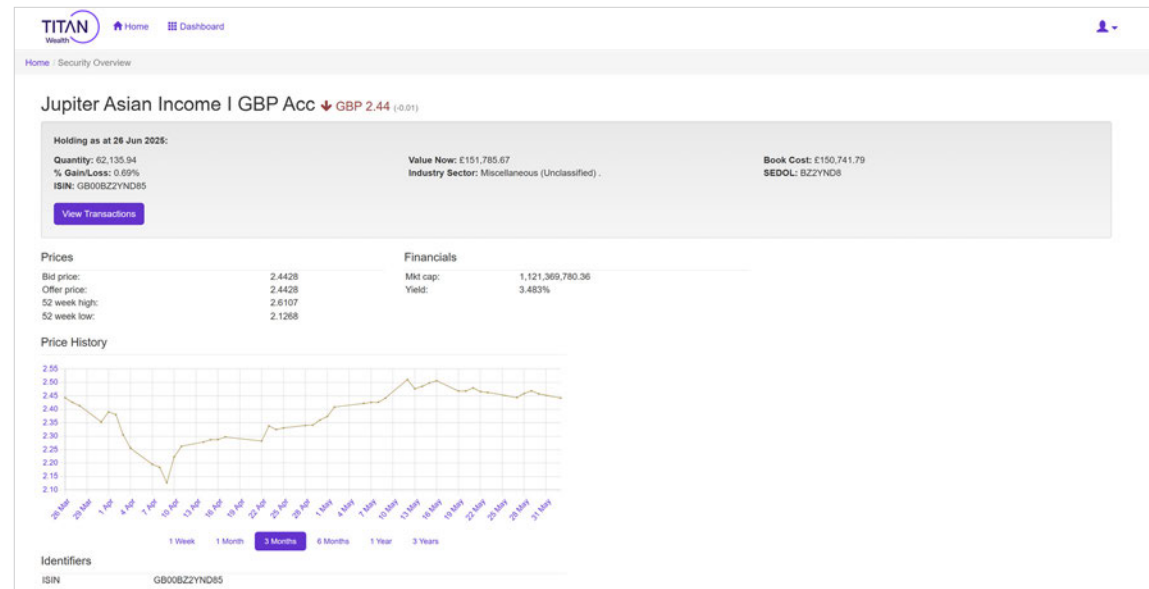 TITAN
Wealth
Home
Dashboard
Home / Security Overview
Jupiter Asian Income I GBP Acc GBP 2.44 (-0.01)
Holding as at 26 Jun 2025:
Quantity: 62,135.94
% Gain/Loss: 0.69%
ISIN: GB00BZ2YND85
Value Now: £151,785.67
Industry Sector: Miscellaneous (Unclassified) .
Book Cost: £150,741.79
SEDOL: BZ2YND8
View Transactions
Prices
Bid price: 2.4428
Offer price: 2.4428
52 week high: 2.6107
52 week low: 2.1268
Financials
Mkt cap: 1,121,369,780.36
Yield: 3.483%
Price History
2.55
2.50
2.45
2.40
2.35
2.30
2.25
2.20
2.15
2.10
26 Mar 29 Mar 1 Apr 4 Apr 7 Apr 10 Apr 13 Apr 16 Apr 19 Apr 22 Apr 25 Apr 28 Apr 1 May 4 May 7 May 10 May 13 May 16 May 19 May 22 May 25 May 28 May 31 May
1 Week 1 Month 3 Months 6 Months 1 Year 3 Years
Identifiers
ISIN GB00BZ2YND85